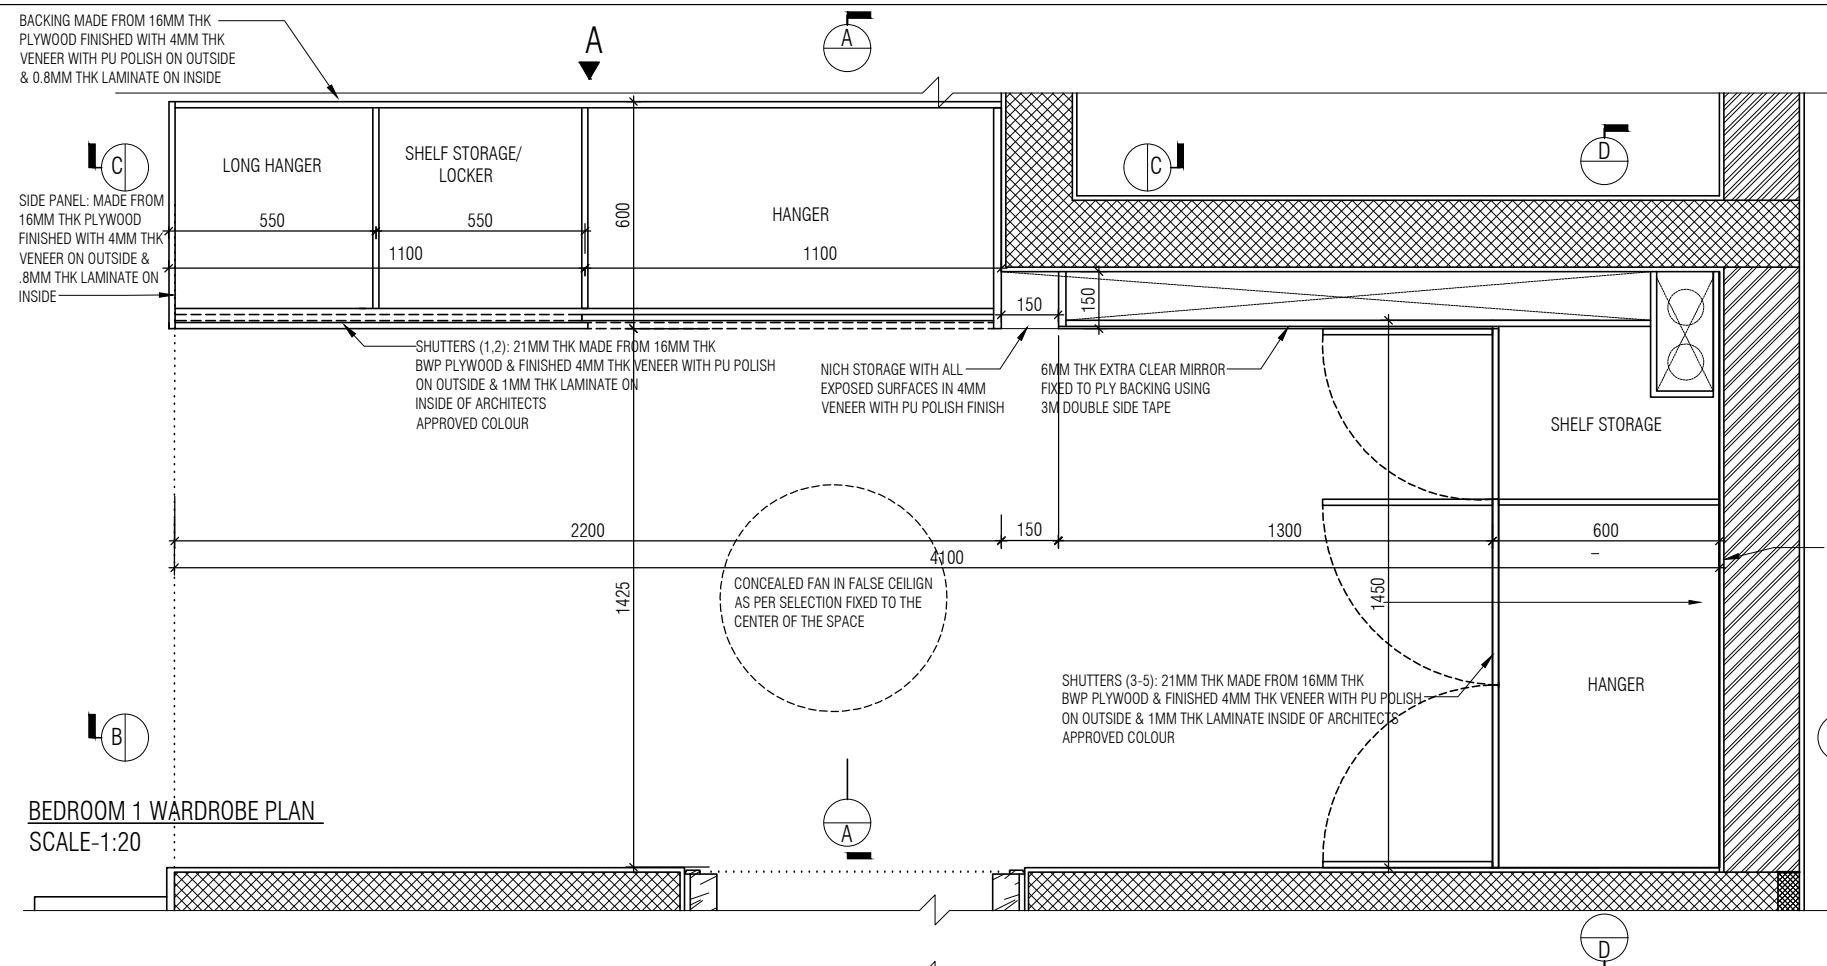 BACKING MADE FROM 16MM THK
PLYWOOD FINISHED WITH 4MM THK
VENEER WITH PU POLISH ON OUTSIDE
& 0.8MM THK LAMINATE ON INSIDE
A
A
C
LONG HANGER
SHELF STORAGE/
LOCKER
C
D
SIDE PANEL: MADE FROM
16MM THK PLYWOOD
FINISHED WITH 4MM THK
VENEER ON OUTSIDE &
.8MM THK LAMINATE ON
INSIDE
550
550
600
HANGER
1100
1100
150
150
SHUTTERS (1,2): 21MM THK MADE FROM 16MM THK
BWP PLYWOOD & FINISHED 4MM THK VENEER WITH PU POLISH
ON OUTSIDE & 1MM THK LAMINATE ON
INSIDE OF ARCHITECTS
APPROVED COLOUR
NICH STORAGE WITH ALL
EXPOSED SURFACES IN 4MM
VENEER WITH PU POLISH FINISH
6MM THK EXTRA CLEAR MIRROR
FIXED TO PLY BACKING USING
3M DOUBLE SIDE TAPE
SHELF STORAGE
2200
150
1300
600
4100
1425
CONCEALED FAN IN FALSE CEILIGN
AS PER SELECTION FIXED TO THE
CENTER OF THE SPACE
1450
SHUTTERS (3-5): 21MM THK MADE FROM 16MM THK
BWP PLYWOOD & FINISHED 4MM THK VENEER WITH PU POLISH
ON OUTSIDE & 1MM THK LAMINATE INSIDE OF ARCHITECTS
APPROVED COLOUR
HANGER
B
BEDROOM 1 WARDROBE PLAN
SCALE-1:20
A
D